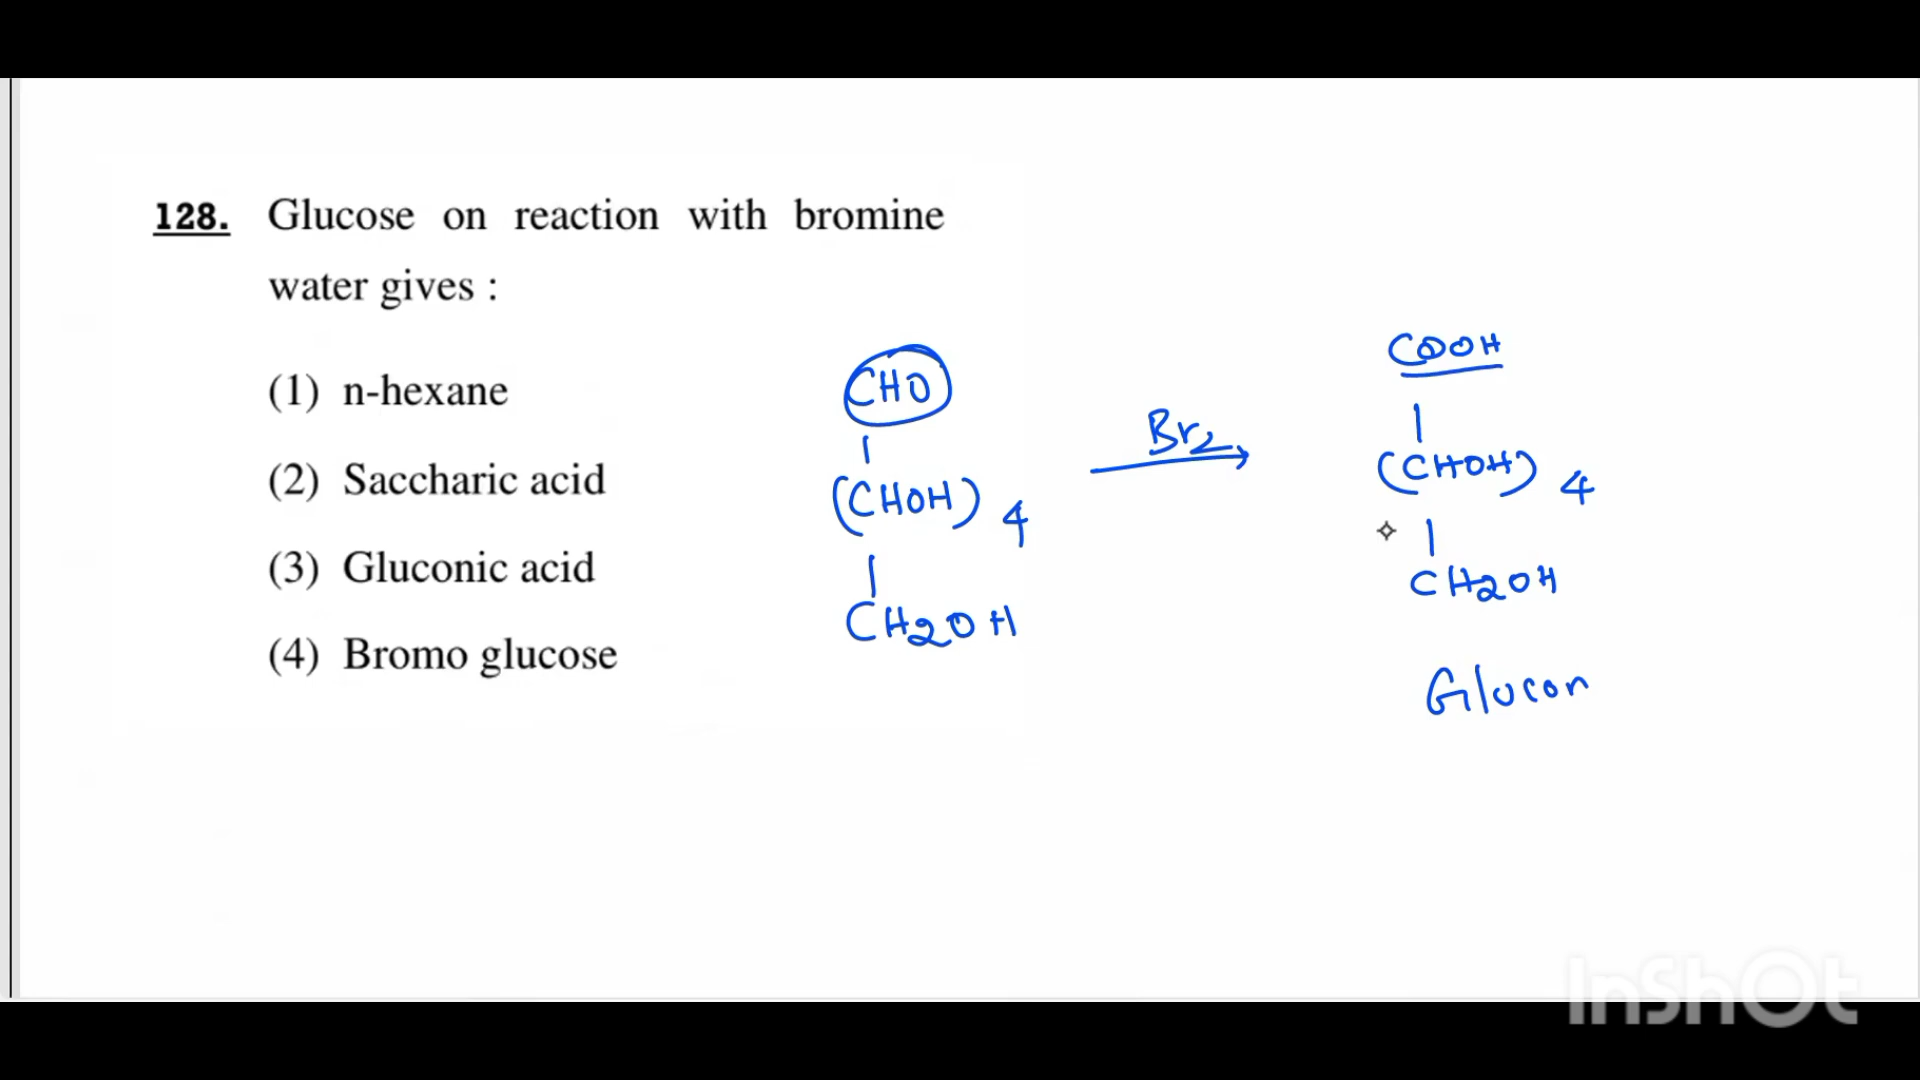 128. Glucose on reaction with bromine
water gives :
(1) n-hexane
(2) Saccharic acid
(3) Gluconic acid
(4) Bromo glucose
CHO
(CHOH)4
CH2OH
Br2
COOH
(CHOH)4
CH2OH
Glucon
InShOt